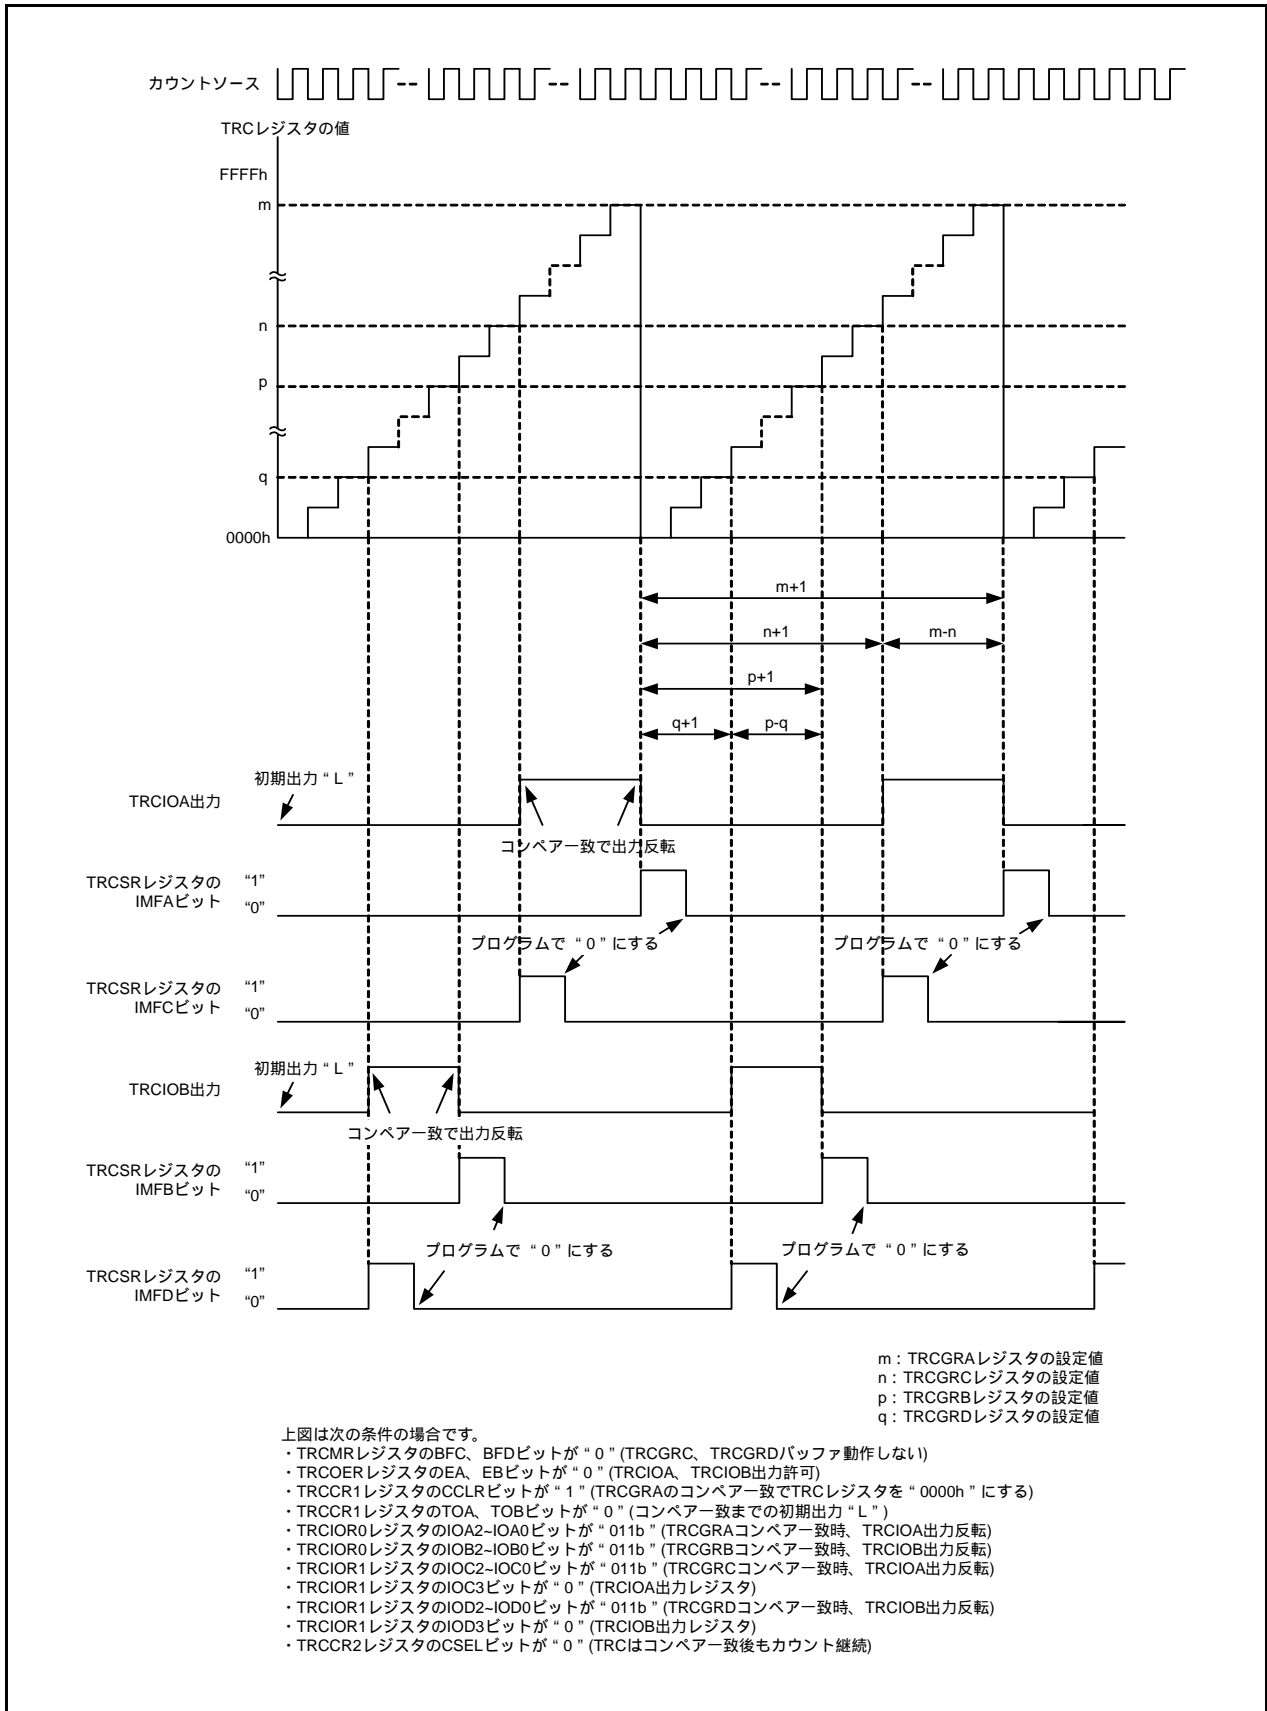 カウントソース
TRCレジスタの値
FFFFh
m
n
p
q
0000h
m+1
n+1
m-n
p+1
q+1
p-q
初期出力 “ L ”
TRCIOA出力
コンペア一致で出力反転
TRCSRレジスタの
IMFAビット
“1”
“0”
プログラムで “ 0 ” にする
プログラムで “ 0 ” にする
TRCSRレジスタの
IMFCビット
“1”
“0”
初期出力 “ L ”
TRCIOB出力
コンペア一致で出力反転
TRCSRレジスタの
IMFBビット
“1”
“0”
プログラムで “ 0 ” にする
プログラムで “ 0 ” にする
TRCSRレジスタの
IMFDビット
“1”
“0”
m : TRCGRAレジスタの設定値
n : TRCGRCレジスタの設定値
p : TRCGRBレジスタの設定値
q : TRCGRDレジスタの設定値
上図は次の条件の場合です。
・TRCMRレジスタのBFC、BFDビットが “ 0 ” (TRCGRC、TRCGRDバッファ動作しない)
・TRCOERレジスタのEA、EBビットが “ 0 ” (TRCIOA、TRCIOB出力許可)
・TRCCR1レジスタのCCLRビットが “ 1 ” (TRCGRAのコンペア一致でTRCレジスタを “ 0000h ” にする)
・TRCCR1レジスタのTOA、TOBビットが “ 0 ” (コンペア一致までの初期出力 “ L ” )
・TRCIOR0レジスタのIOA2~IOA0ビットが “ 011b ” (TRCGRAコンペア一致時、TRCIOA出力反転)
・TRCIOR0レジスタのIOB2~IOB0ビットが “ 011b ” (TRCGRBコンペア一致時、TRCIOB出力反転)
・TRCIOR1レジスタのIOC2~IOC0ビットが “ 011b ” (TRCGRCコンペア一致時、TRCIOA出力反転)
・TRCIOR1レジスタのIOC3ビットが “ 0 ” (TRCIOA出力レジスタ)
・TRCIOR1レジスタのIOD2~IOD0ビットが “ 011b ” (TRCGRDコンペア一致時、TRCIOB出力反転)
・TRCIOR1レジスタのIOD3ビットが “ 0 ” (TRCIOB出力レジスタ)
・TRCCR2レジスタのCSELビットが “ 0 ” (TRCはコンペア一致後もカウント継続)